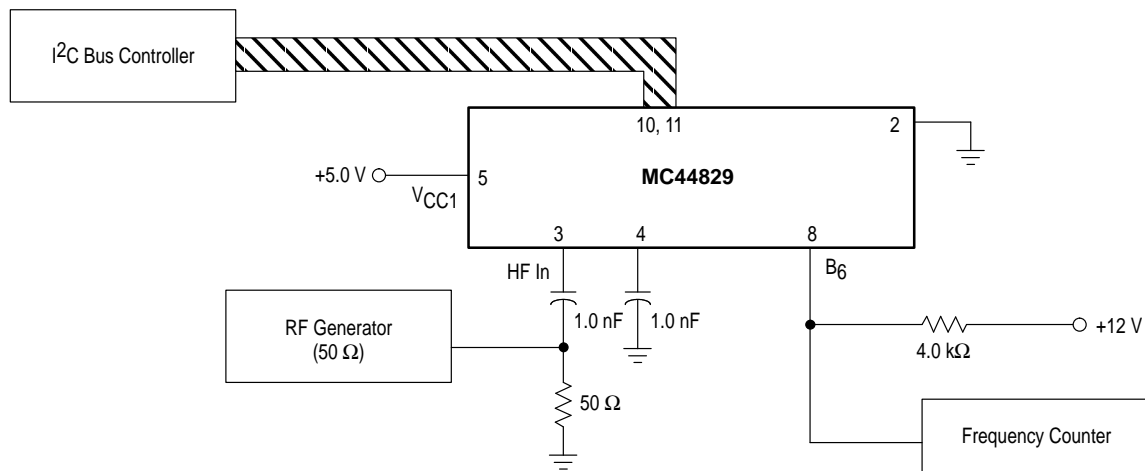 I2C Bus Controller
10, 11
2
+5.0 V
VCC1
5
MC44829
3
4
8
HF In
B6
RF Generator
(50 Ω)
1.0 nF
1.0 nF
+12 V
4.0 kΩ
50 Ω
Frequency Counter